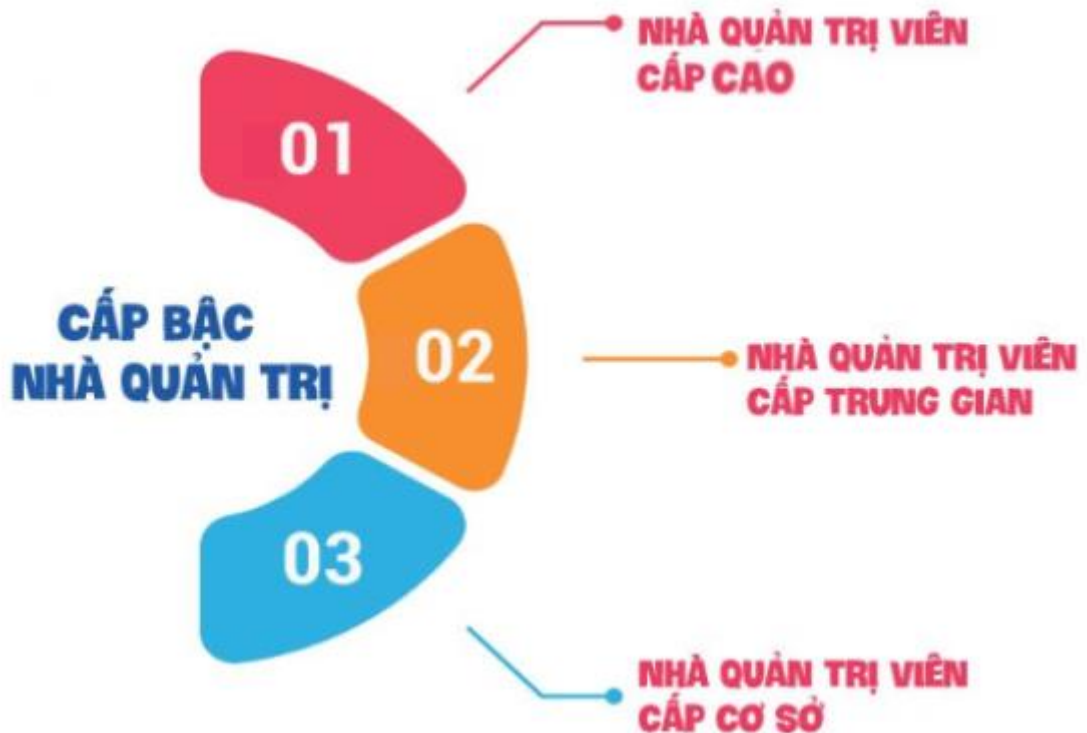 NHÀ QUẢN TRỊ VIÊN
CẤP CAO
01
CẤP BẬC
NHÀ QUẢN TRỊ
02
NHÀ QUẢN TRỊ VIÊN
CẤP TRUNG GIAN
03
NHÀ QUẢN TRỊ VIÊN
CẤP CƠ SỞ